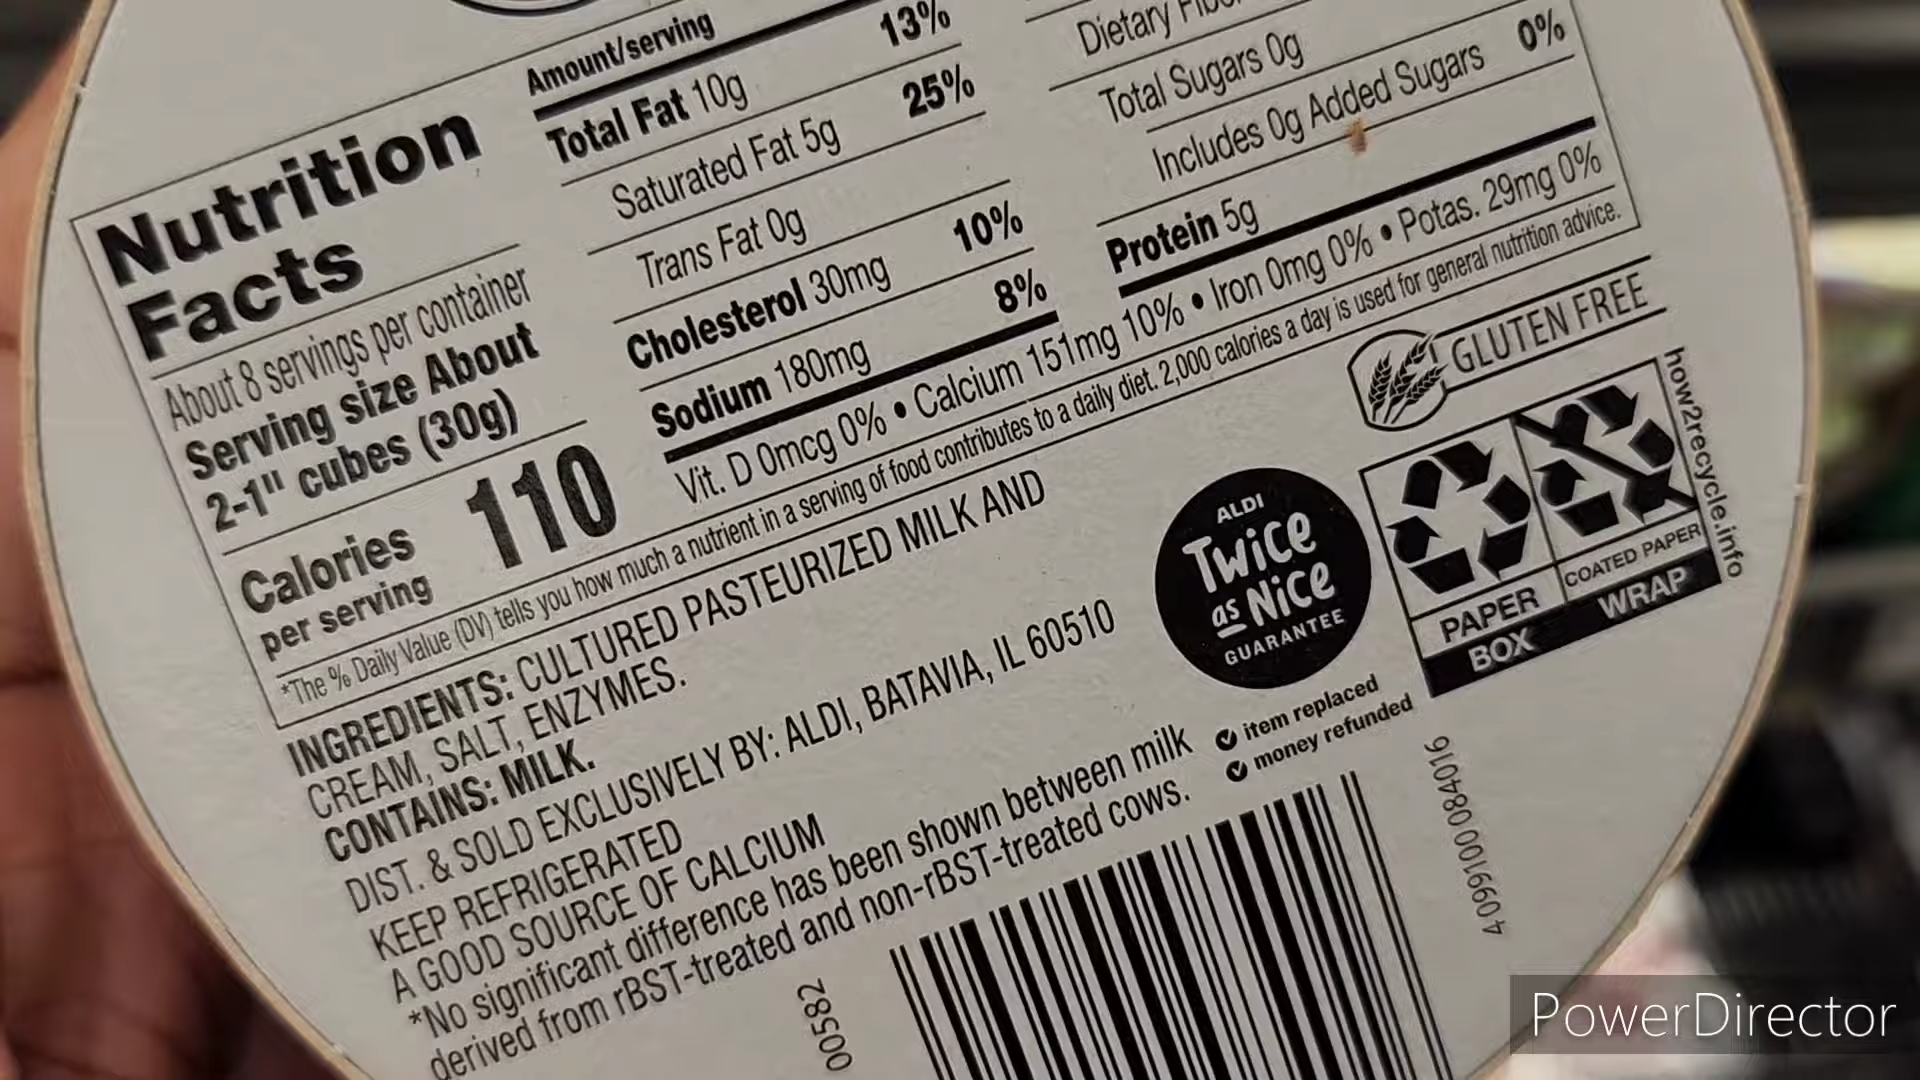 Nutrition
Facts
About 8 servings per container
Serving size About
2-1" cubes (30g)
Calories
per serving
110
Amount/serving
Total Fat 10g 13%
Saturated Fat 5g 25%
Trans Fat 0g
Cholesterol 30mg 10%
Sodium 180mg 8%
Dietary
Total Sugars 0g
Includes 0g Added Sugars 0%
Protein 5g
Vit. D 0mcg 0% • Calcium 151mg 10% • Iron 0mg 0% • Potas. 29mg 0%
*The % Daily Value (DV) tells you how much a nutrient in a serving of food contributes to a daily diet. 2,000 calories a day is used for general nutrition advice.
INGREDIENTS: CULTURED PASTEURIZED MILK AND
CREAM, SALT, ENZYMES.
CONTAINS: MILK.
DIST. & SOLD EXCLUSIVELY BY: ALDI, BATAVIA, IL 60510
KEEP REFRIGERATED
A GOOD SOURCE OF CALCIUM
*No significant difference has been shown between milk
derived from rBST-treated and non-rBST-treated cows.
GLUTEN FREE
ALDI
Twice
as Nice
GUARANTEE
item replaced
money refunded
PAPER
BOX
COATED PAPER
WRAP
how2recycle.info
4099100084016
00582
PowerDirector